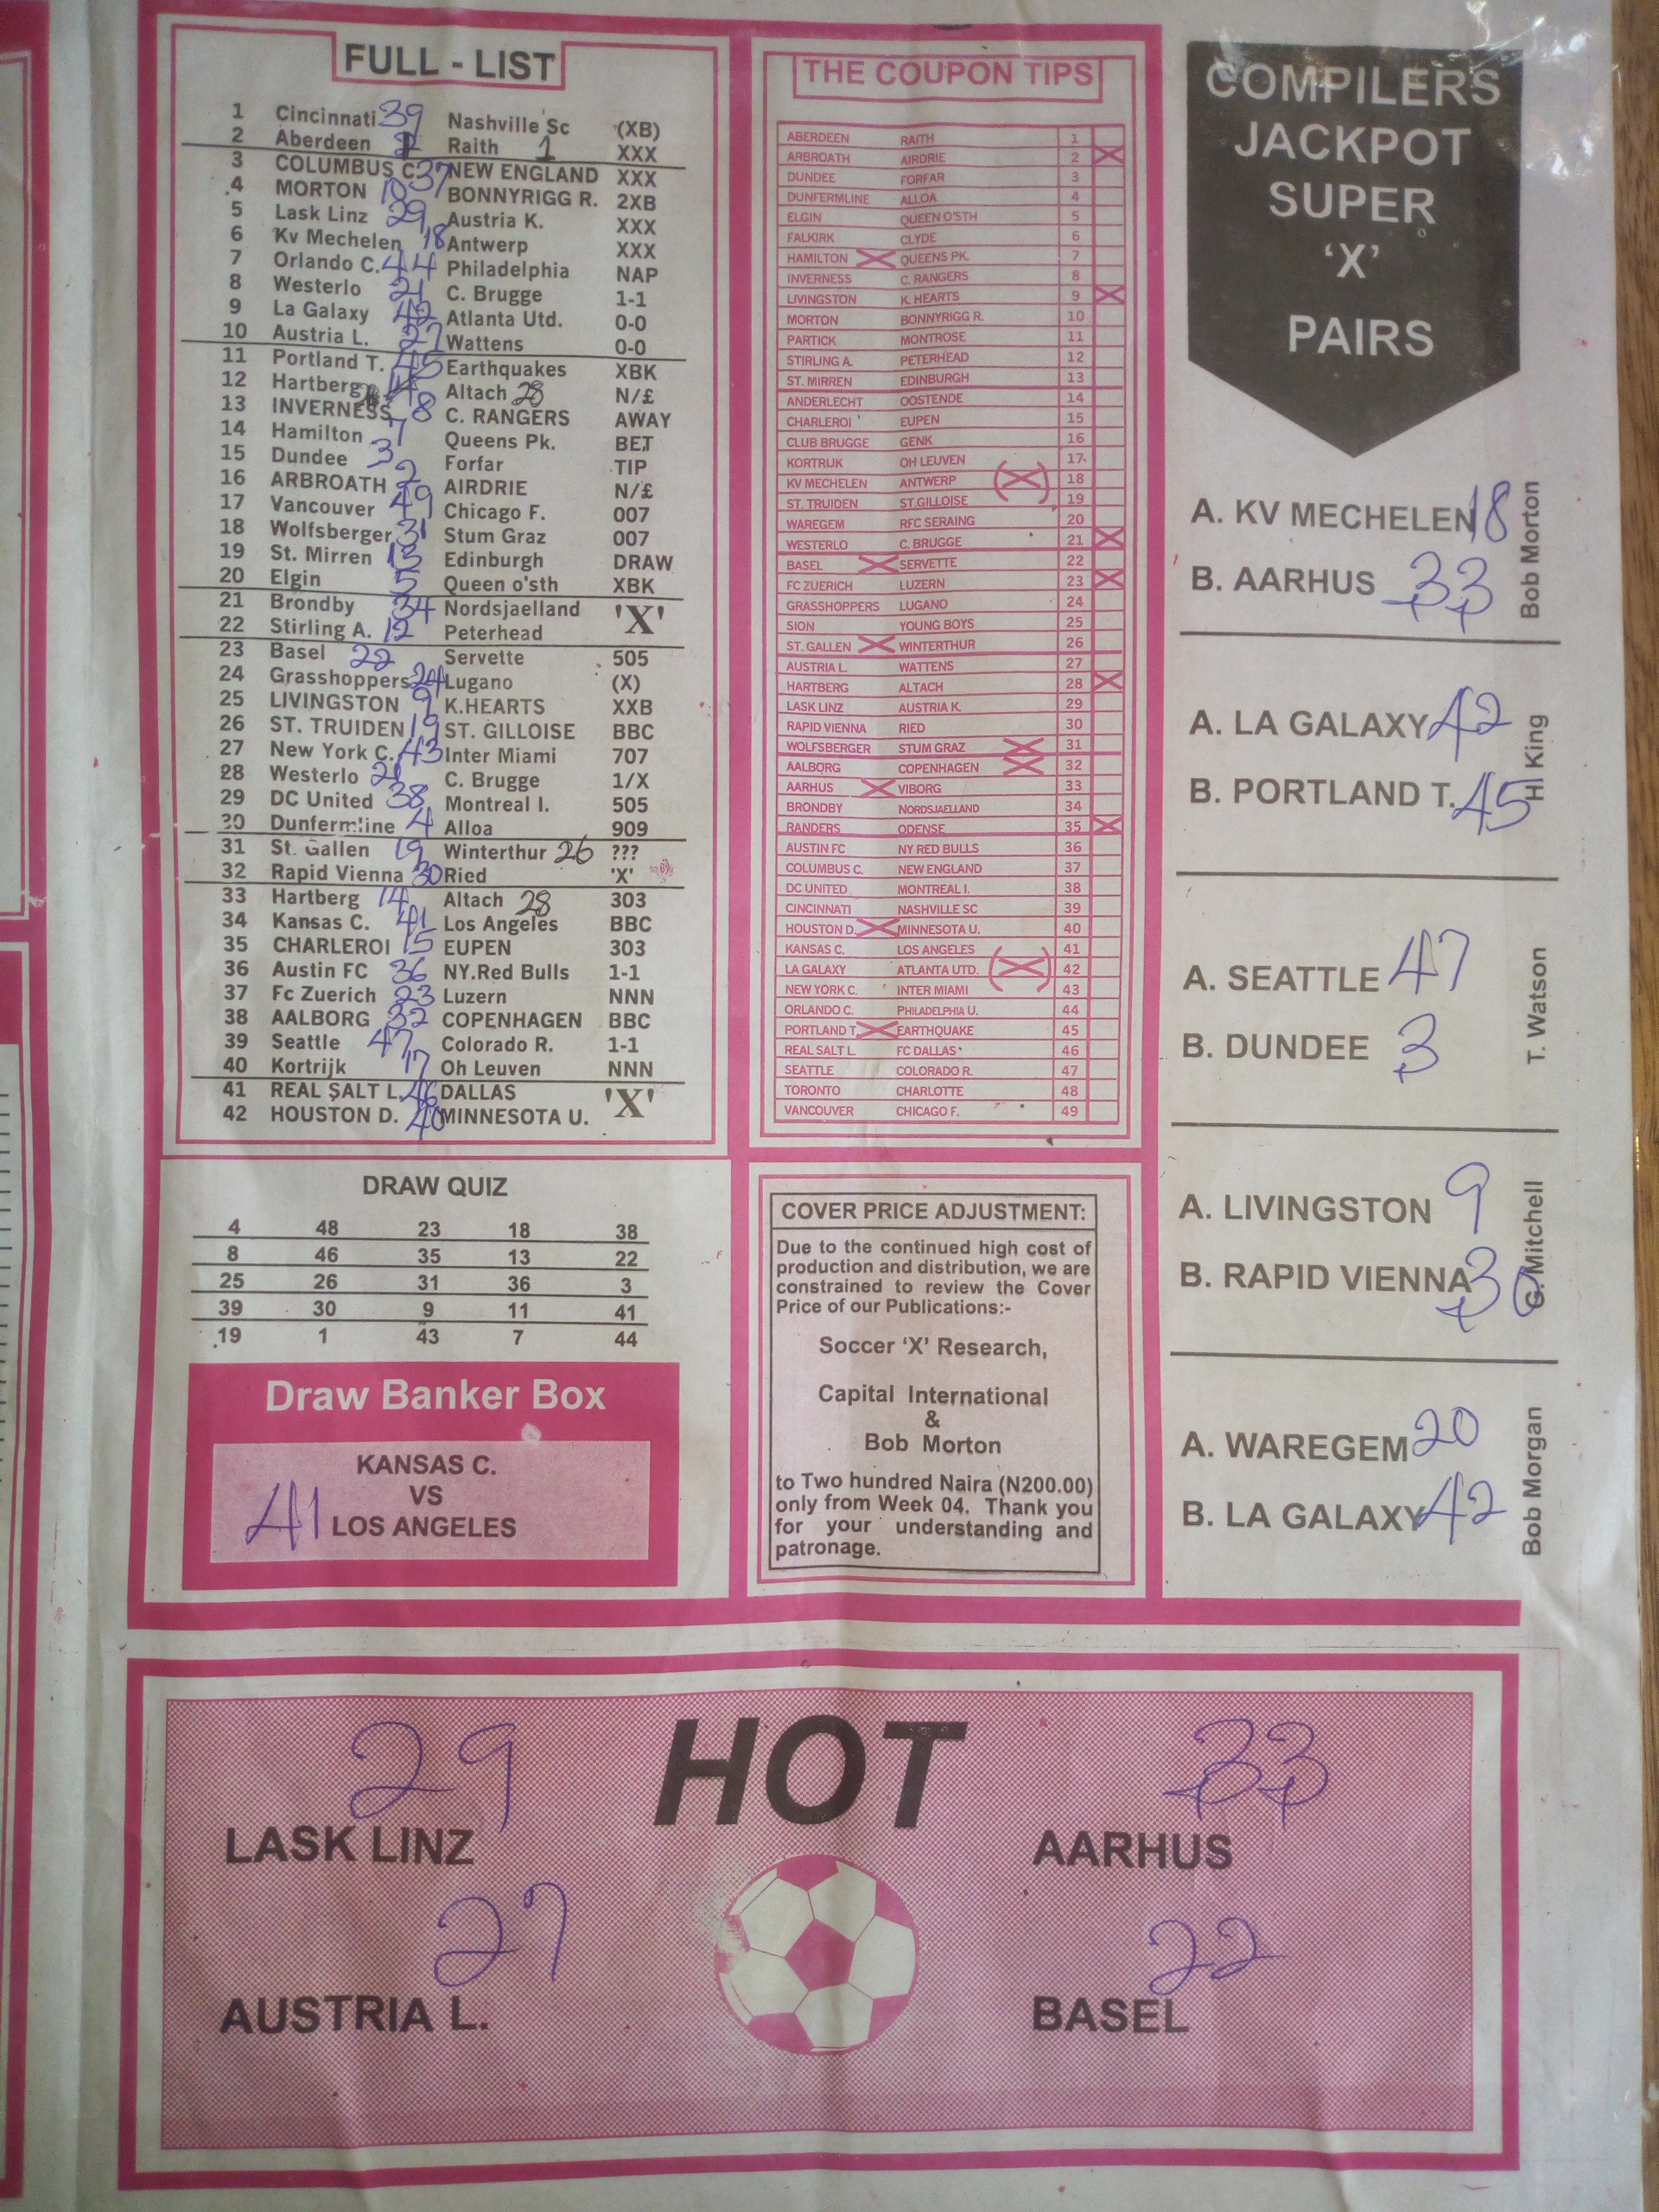 FULL - LIST
1 Cincinnati 39 Nashville Sc (XB)
2 Aberdeen Raith 1 XXX
3 COLUMBUS C. 37 NEW ENGLAND XXX
4 MORTON 10 BONNYRIGG R. 2XB
5 Lask Linz 29 Austria K. XXX
6 Kv Mechelen 18 Antwerp XXX
7 Orlando C. 44 Philadelphia NAP
8 Westerlo 21 C. Brugge 1-1
9 La Galaxy 42 Atlanta Utd. 0-0
10 Austria L. 27 Wattens 0-0
11 Portland T. 45 Earthquakes XBK
12 Hartberg Altach 28 N/£
13 INVERNESS 8 C. RANGERS AWAY
14 Hamilton 7 Queens Pk. BET
15 Dundee 3 Forfar TIP
16 ARBROATH 2 AIRDRIE N/£
17 Vancouver 49 Chicago F. 007
18 Wolfsberger 31 Stum Graz 007
19 St. Mirren 13 Edinburgh DRAW
20 Elgin 5 Queen o'sth XBK
21 Brondby 34 Nordsjaelland 'X'
22 Stirling A. 12 Peterhead
23 Basel 22 Servette 505
24 Grasshoppers 24 Lugano (X)
25 LIVINGSTON 9 K.HEARTS XXB
26 ST. TRUIDEN 19 ST. GILLOISE BBC
27 New York C. 43 Inter Miami 707
28 Westerlo 21 C. Brugge 1/X
29 DC United 38 Montreal I. 505
30 Dunfermline 4 Alloa 909
31 St. Gallen 19 Winterthur 26 ???
32 Rapid Vienna 30 Ried 'X'
33 Hartberg 14 Altach 28 303
34 Kansas C. 41 Los Angeles BBC
35 CHARLEROI 15 EUPEN 303
36 Austin FC 36 NY.Red Bulls 1-1
37 Fc Zuerich 23 Luzern NNN
38 AALBORG 32 COPENHAGEN BBC
39 Seattle 47 Colorado R. 1-1
40 Kortrijk 17 Oh Leuven NNN
41 REAL SALT L. 46 DALLAS 'X'
42 HOUSTON D. 40 MINNESOTA U.
DRAW QUIZ
4 48 23 18 38
8 46 35 13 22
25 26 31 36 3
39 30 9 11 41
19 1 43 7 44
Draw Banker Box
KANSAS C.
VS
41 LOS ANGELES
THE COUPON TIPS
ABERDEEN RAITH 1
ARBROATH AIRDRIE 2 X
DUNDEE FORFAR 3
DUNFERMLINE ALLOA 4
ELGIN QUEEN O'STH 5
FALKIRK CLYDE 6
HAMILTON X QUEENS PK. 7
INVERNESS C. RANGERS 8
LIVINGSTON K. HEARTS 9 X
MORTON BONNYRIGG R. 10
PARTICK MONTROSE 11
STIRLING A. PETERHEAD 12
ST. MIRREN EDINBURGH 13
ANDERLECHT OOSTENDE 14
CHARLEROI EUPEN 15
CLUB BRUGGE GENK 16
KORTRIJK OH LEUVEN 17
KV MECHELEN ANTWERP (X) 18
ST. TRUIDEN ST.GILLOISE 19
WAREGEM RFC SERAING 20
WESTERLO C. BRUGGE 21 X
BASEL X SERVETTE 22
FC ZUERICH LUZERN 23 X
GRASSHOPPERS LUGANO 24
SION YOUNG BOYS 25
ST. GALLEN X WINTERTHUR 26
AUSTRIA L. WATTENS 27
HARTBERG ALTACH 28 X
LASK LINZ AUSTRIA K. 29
RAPID VIENNA RIED 30
WOLFSBERGER STUM GRAZ X 31
AALBORG COPENHAGEN X 32
AARHUS X VIBORG 33
BRONDBY NORDSJAELLAND 34
RANDERS ODENSE 35 X
AUSTIN FC NY RED BULLS 36
COLUMBUS C. NEW ENGLAND 37
DC UNITED MONTREAL I. 38
CINCINNATI NASHVILLE SC 39
HOUSTON D. X MINNESOTA U. 40
KANSAS C. LOS ANGELES 41
LA GALAXY ATLANTA UTD. (X) 42
NEW YORK C. INTER MIAMI 43
ORLANDO C. PHILADELPHIA U. 44
PORTLAND T. X EARTHQUAKE 45
REAL SALT L. FC DALLAS 46
SEATTLE COLORADO R. 47
TORONTO CHARLOTTE 48
VANCOUVER CHICAGO F. 49
COVER PRICE ADJUSTMENT:
Due to the continued high cost of
production and distribution, we are
constrained to review the Cover
Price of our Publications:-
Soccer 'X' Research,
Capital International
&
Bob Morton
to Two hundred Naira (N200.00)
only from Week 04. Thank you
for your understanding and
patronage.
COMPILERS
JACKPOT
SUPER
'X'
PAIRS
A. KV MECHELEN 18
B. AARHUS 33
Bob Morton
A. LA GALAXY 42
B. PORTLAND T. 45
HI King
A. SEATTLE 47
B. DUNDEE 3
T. Watson
A. LIVINGSTON 9
B. RAPID VIENNA 30
G. Mitchell
A. WAREGEM 20
B. LA GALAXY 42
Bob Morgan
HOT
29 33
LASK LINZ AARHUS
27 22
AUSTRIA L. BASEL